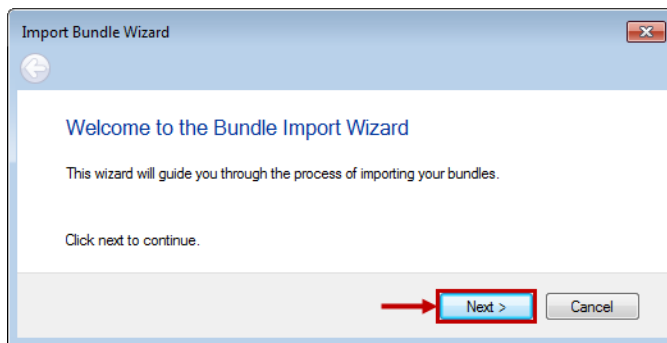 Import Bundle Wizard
Welcome to the Bundle Import Wizard
This wizard will guide you through the process of importing your bundles.
Click next to continue.
Next >
Cancel